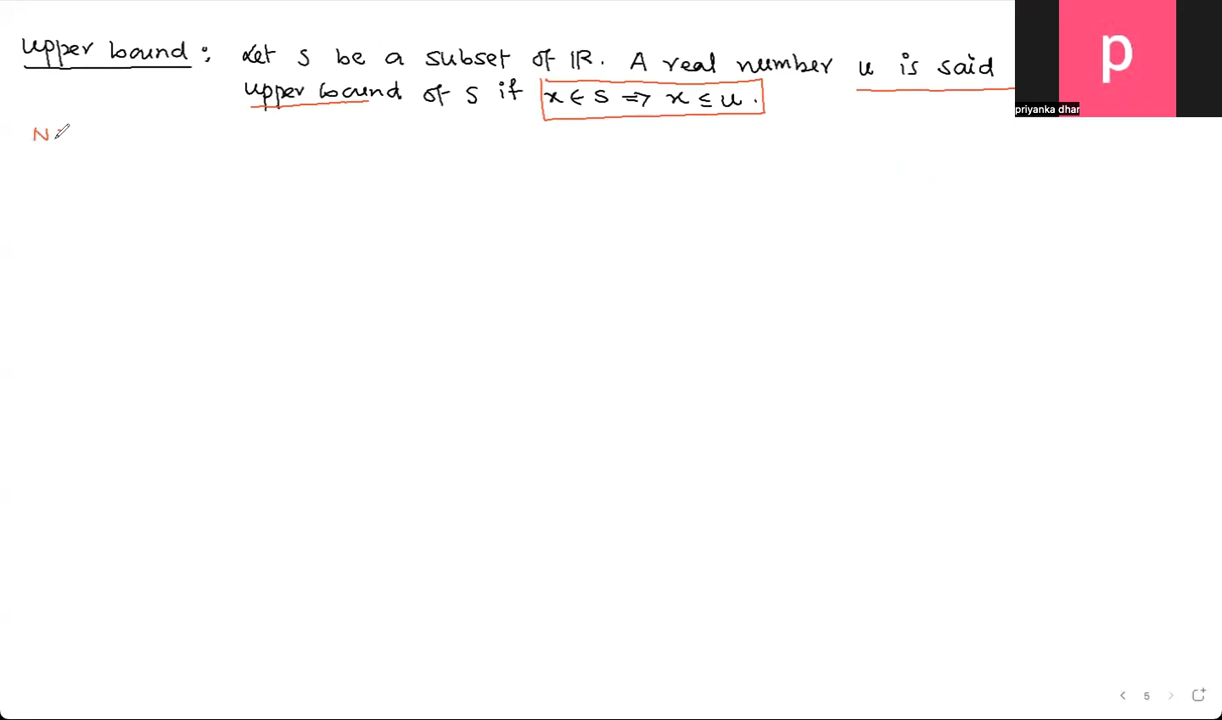 upper bound : Let S be a subset of ℝ. A real number u is said
upper bound of S if x ∈ S ⇒ x ≤ u.
N
p
priyanka dhar
5